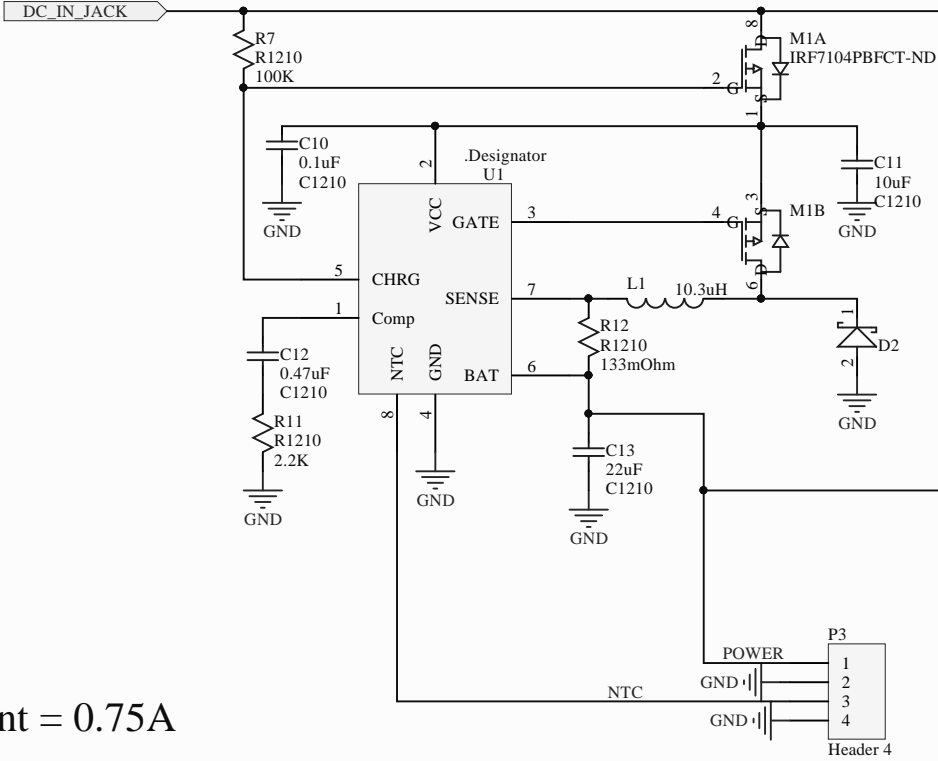 DC_IN_JACK
R7
R1210
100K
8
D
M1A
IRF7104PBFCT-ND
2
G
S
1
C10
0.1uF
C1210
GND
2
.Designator
U1
C11
10uF
C1210
GND
VCC
GATE
3
4
G
3
S
M1B
D
6
5
CHRG
SENSE
7
L1
10.3uH
1
Comp
R12
R1210
133mOhm
1
D2
2
GND
C12
0.47uF
C1210
NTC
GND
BAT
6
8
4
R11
R1210
2.2K
GND
GND
C13
22uF
C1210
GND
P3
POWER
1
GND
2
NTC
3
GND
4
Header 4
nt = 0.75A